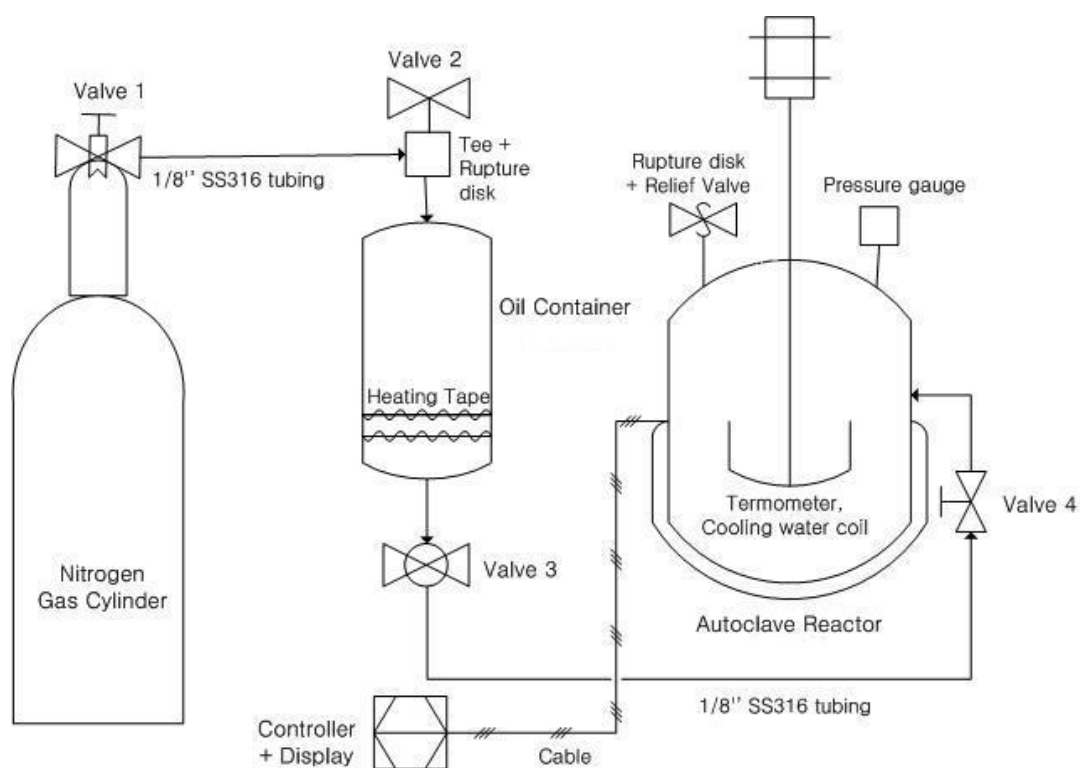 Valve 1
Valve 2
1/8'' SS316 tubing
Tee +
Rupture
disk
Rupture disk
+ Relief Valve
Pressure gauge
Oil Container
Heating Tape
Termometer,
Cooling water coil
Valve 4
Valve 3
Nitrogen
Gas Cylinder
Autoclave Reactor
1/8'' SS316 tubing
Controller
+ Display
Cable